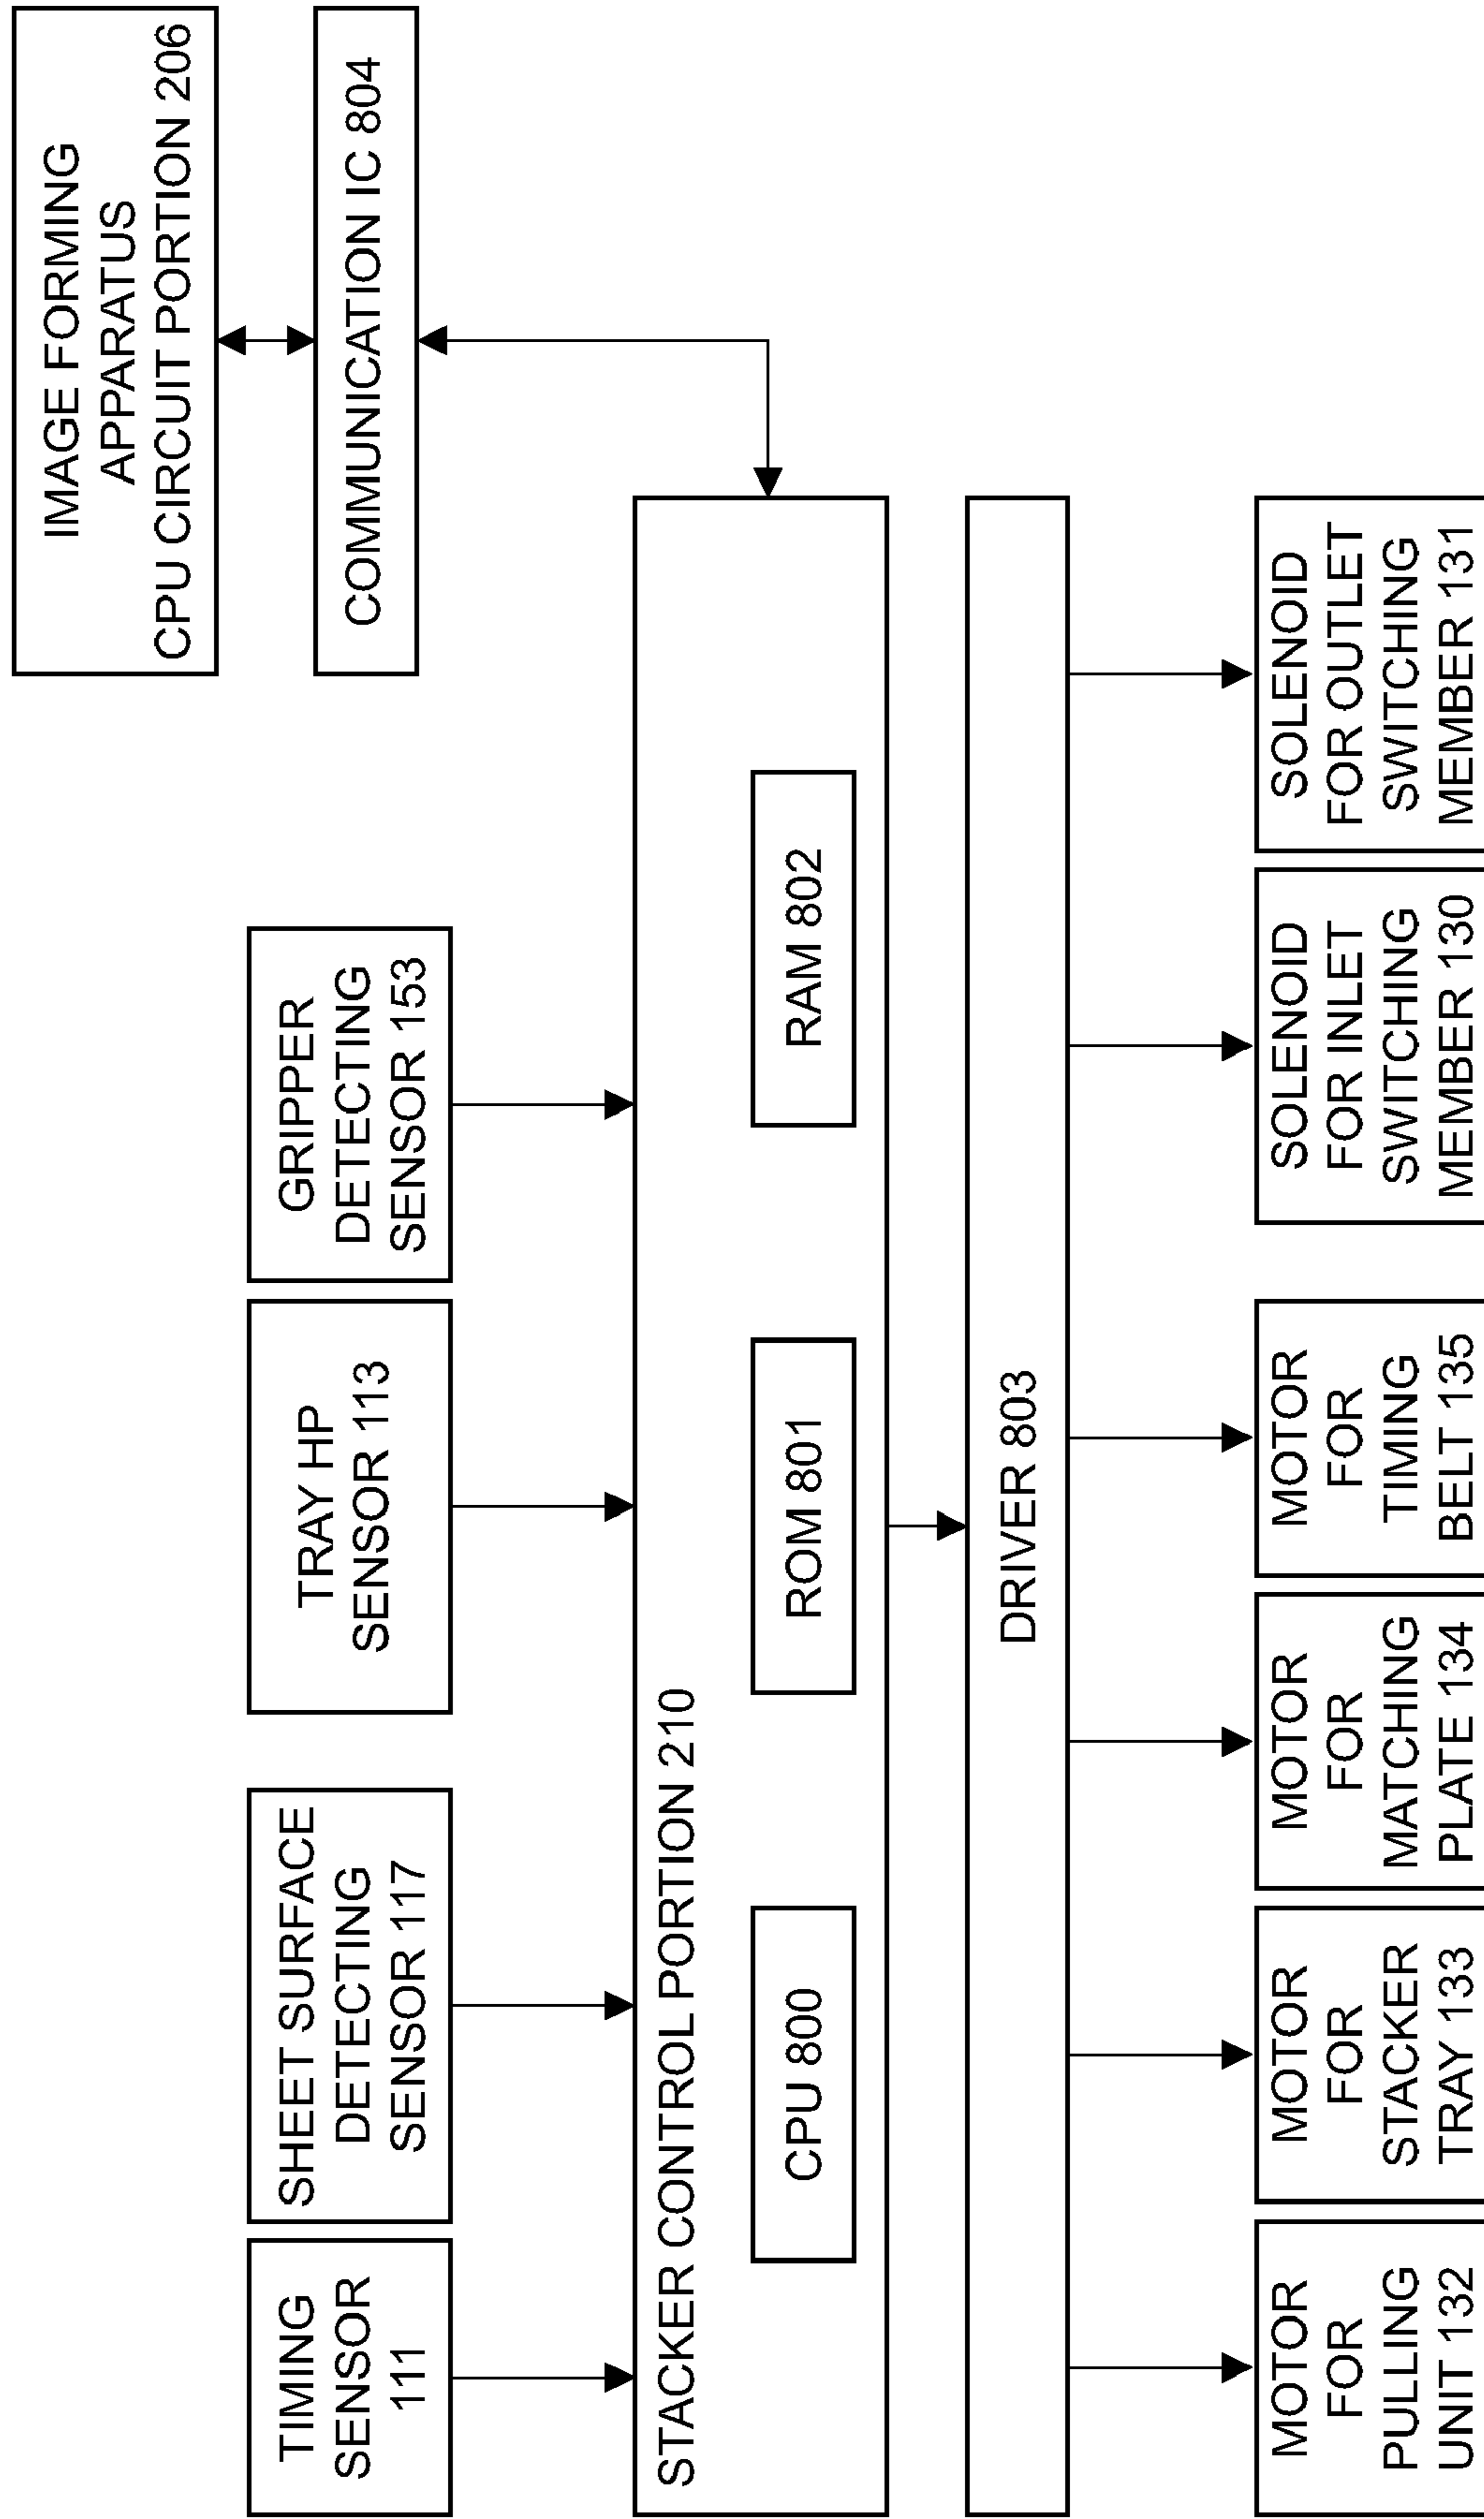 IMAGE FORMING
APPARATUS
CPU CIRCUIT PORTION 206
COMMUNICATION IC 804
TIMING
SENSOR
111
SHEET SURFACE
DETECTING
SENSOR 117
TRAY HP
SENSOR 113
GRIPPER
DETECTING
SENSOR 153
STACKER CONTROL PORTION 210
CPU 800
ROM 801
RAM 802
DRIVER 803
MOTOR
FOR
PULLING
UNIT 132
MOTOR
FOR
STACKER
TRAY 133
MOTOR
FOR
MATCHING
PLATE 134
MOTOR
FOR
TIMING
BELT 135
SOLENOID
FOR INLET
SWITCHING
MEMBER 130
SOLENOID
FOR OUTLET
SWITCHING
MEMBER 131